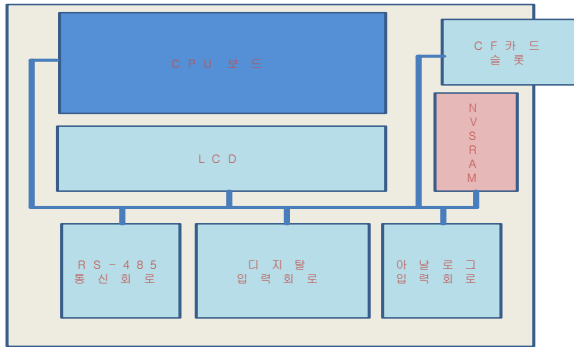 CPU 보드
CF카드
슬롯
NVSRAM
LCD
RS-485
통신회로
디지탈
입력회로
아날로그
입력회로